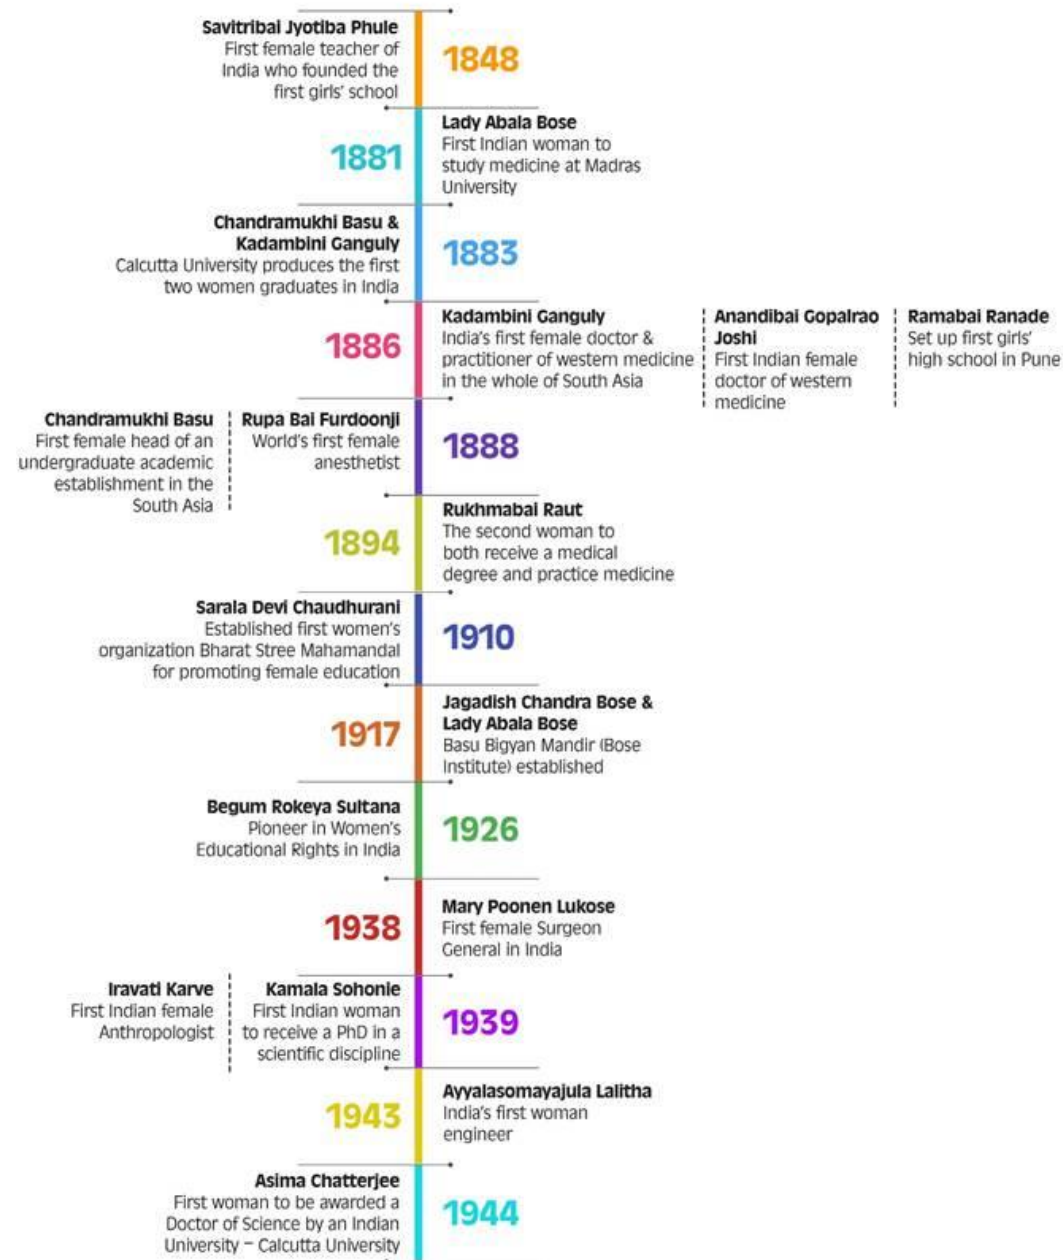 Savitribai Jyotiba Phule
First female teacher of
India who founded the
first girls' school
1848
1881
Lady Abala Bose
First Indian woman to
study medicine at Madras
University
Chandramukhi Basu &
Kadambini Ganguly
Calcutta University produces the first
two women graduates in India
1883
1886
Kadambini Ganguly
India's first female doctor &
practitioner of western medicine
in the whole of South Asia
Anandibai Gopalrao
Joshi
First Indian female
doctor of western
medicine
Ramabai Ranade
Set up first girls'
high school in Pune
Chandramukhi Basu
First female head of an
undergraduate academic
establishment in the
South Asia
Rupa Bai Furdoonji
World's first female
anesthetist
1888
1894
Rukhmabai Raut
The second woman to
both receive a medical
degree and practice medicine
Sarala Devi Chaudhurani
Established first women's
organization Bharat Stree Mahamandal
for promoting female education
1910
1917
Jagadish Chandra Bose &
Lady Abala Bose
Basu Bigyan Mandir (Bose
Institute) established
Begum Rokeya Sultana
Pioneer in Women's
Educational Rights in India
1926
1938
Mary Poonen Lukose
First female Surgeon
General in India
Iravati Karve
First Indian female
Anthropologist
Kamala Sohonie
First Indian woman
to receive a PhD in a
scientific discipline
1939
1943
Ayyalasomayajula Lalitha
India's first woman
engineer
Asima Chatterjee
First woman to be awarded a
Doctor of Science by an Indian
University – Calcutta University
1944